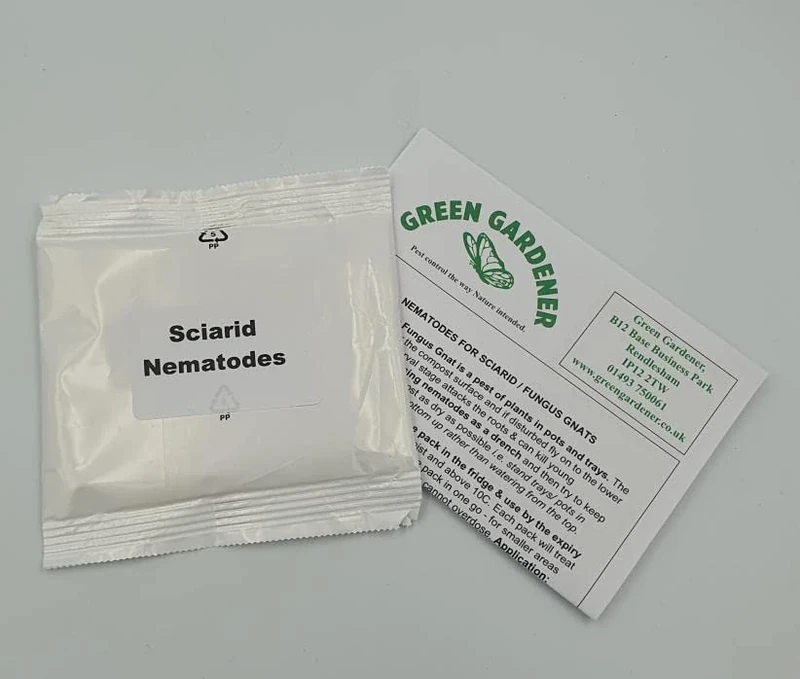 5
PP
Sciarid
Nematodes
PP
GREEN GARDENER
Pest control the way Nature intended.
Green Gardener,
B12 Base Business Park
Rendlesham
IP12 2TW
01493 750061
www.greengardener.co.uk
NEMATODES FOR SCIARID / FUNGUS GNATS
Fungus Gnat is a pest of plants in pots and trays. The
the compost surface and if disturbed fly on to the lower
stage attacks the roots & can kill young
nematodes as a drench and then try to keep
as dry as possible i.e. stand trays/ pots in
bottom up rather than watering from the top.
pack in the fridge & use by the expiry
and above 10C. Each pack will treat
pack in one go - for smaller areas
cannot overdose. Application: